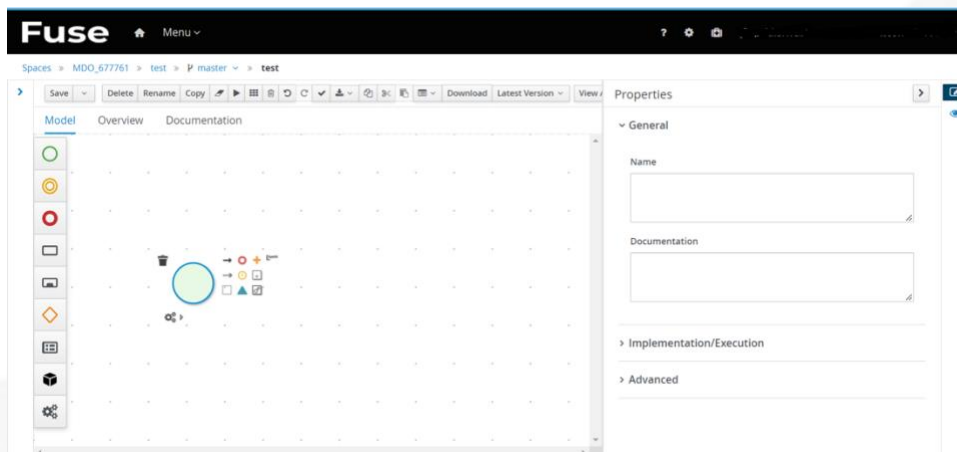 Fuse Menu ?
Spaces » MDO_677761 » test » master » test
Save Delete Rename Copy Download Latest Version View
Model Overview Documentation
Properties
General
Name
Documentation
Implementation/Execution
Advanced